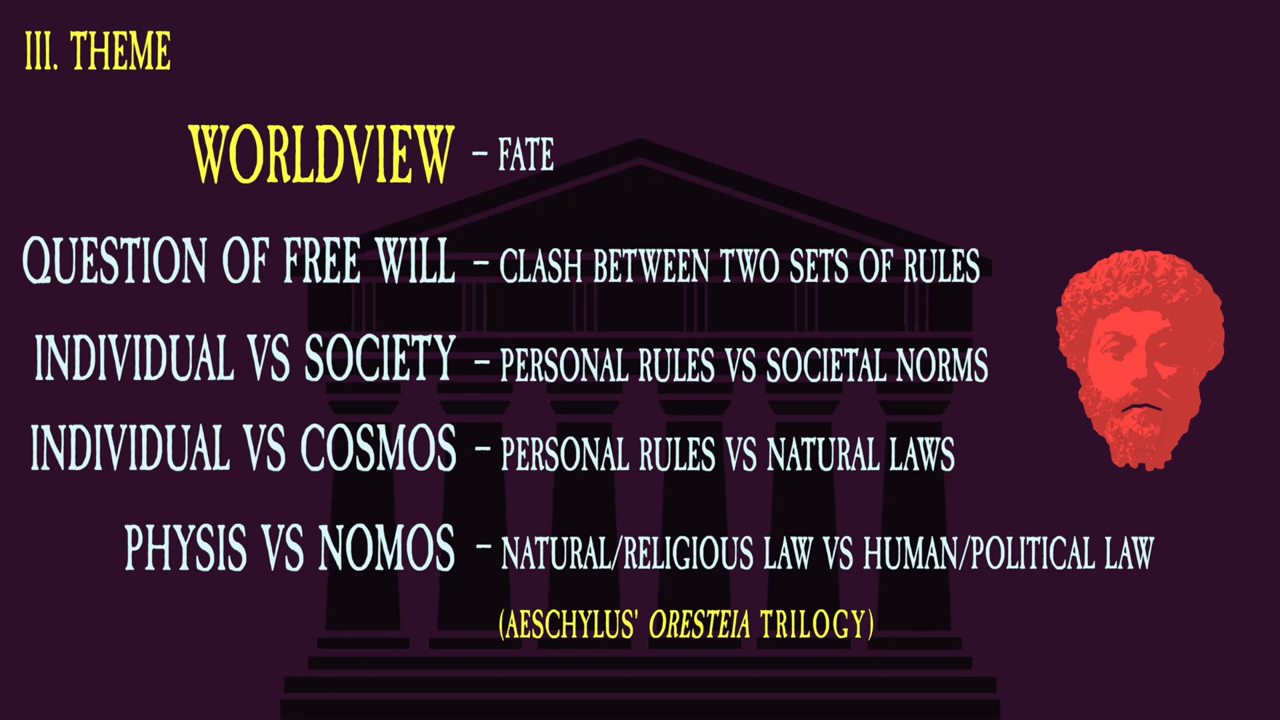 III. THEME
WORLDVIEW – FATE
QUESTION OF FREE WILL – CLASH BETWEEN TWO SETS OF RULES
INDIVIDUAL VS SOCIETY – PERSONAL RULES VS SOCIETAL NORMS
INDIVIDUAL VS COSMOS – PERSONAL RULES VS NATURAL LAWS
PHYSIS VS NOMOS – NATURAL/RELIGIOUS LAW VS HUMAN/POLITICAL LAW
(AESCHYLUS' ORESTEIA TRILOGY)